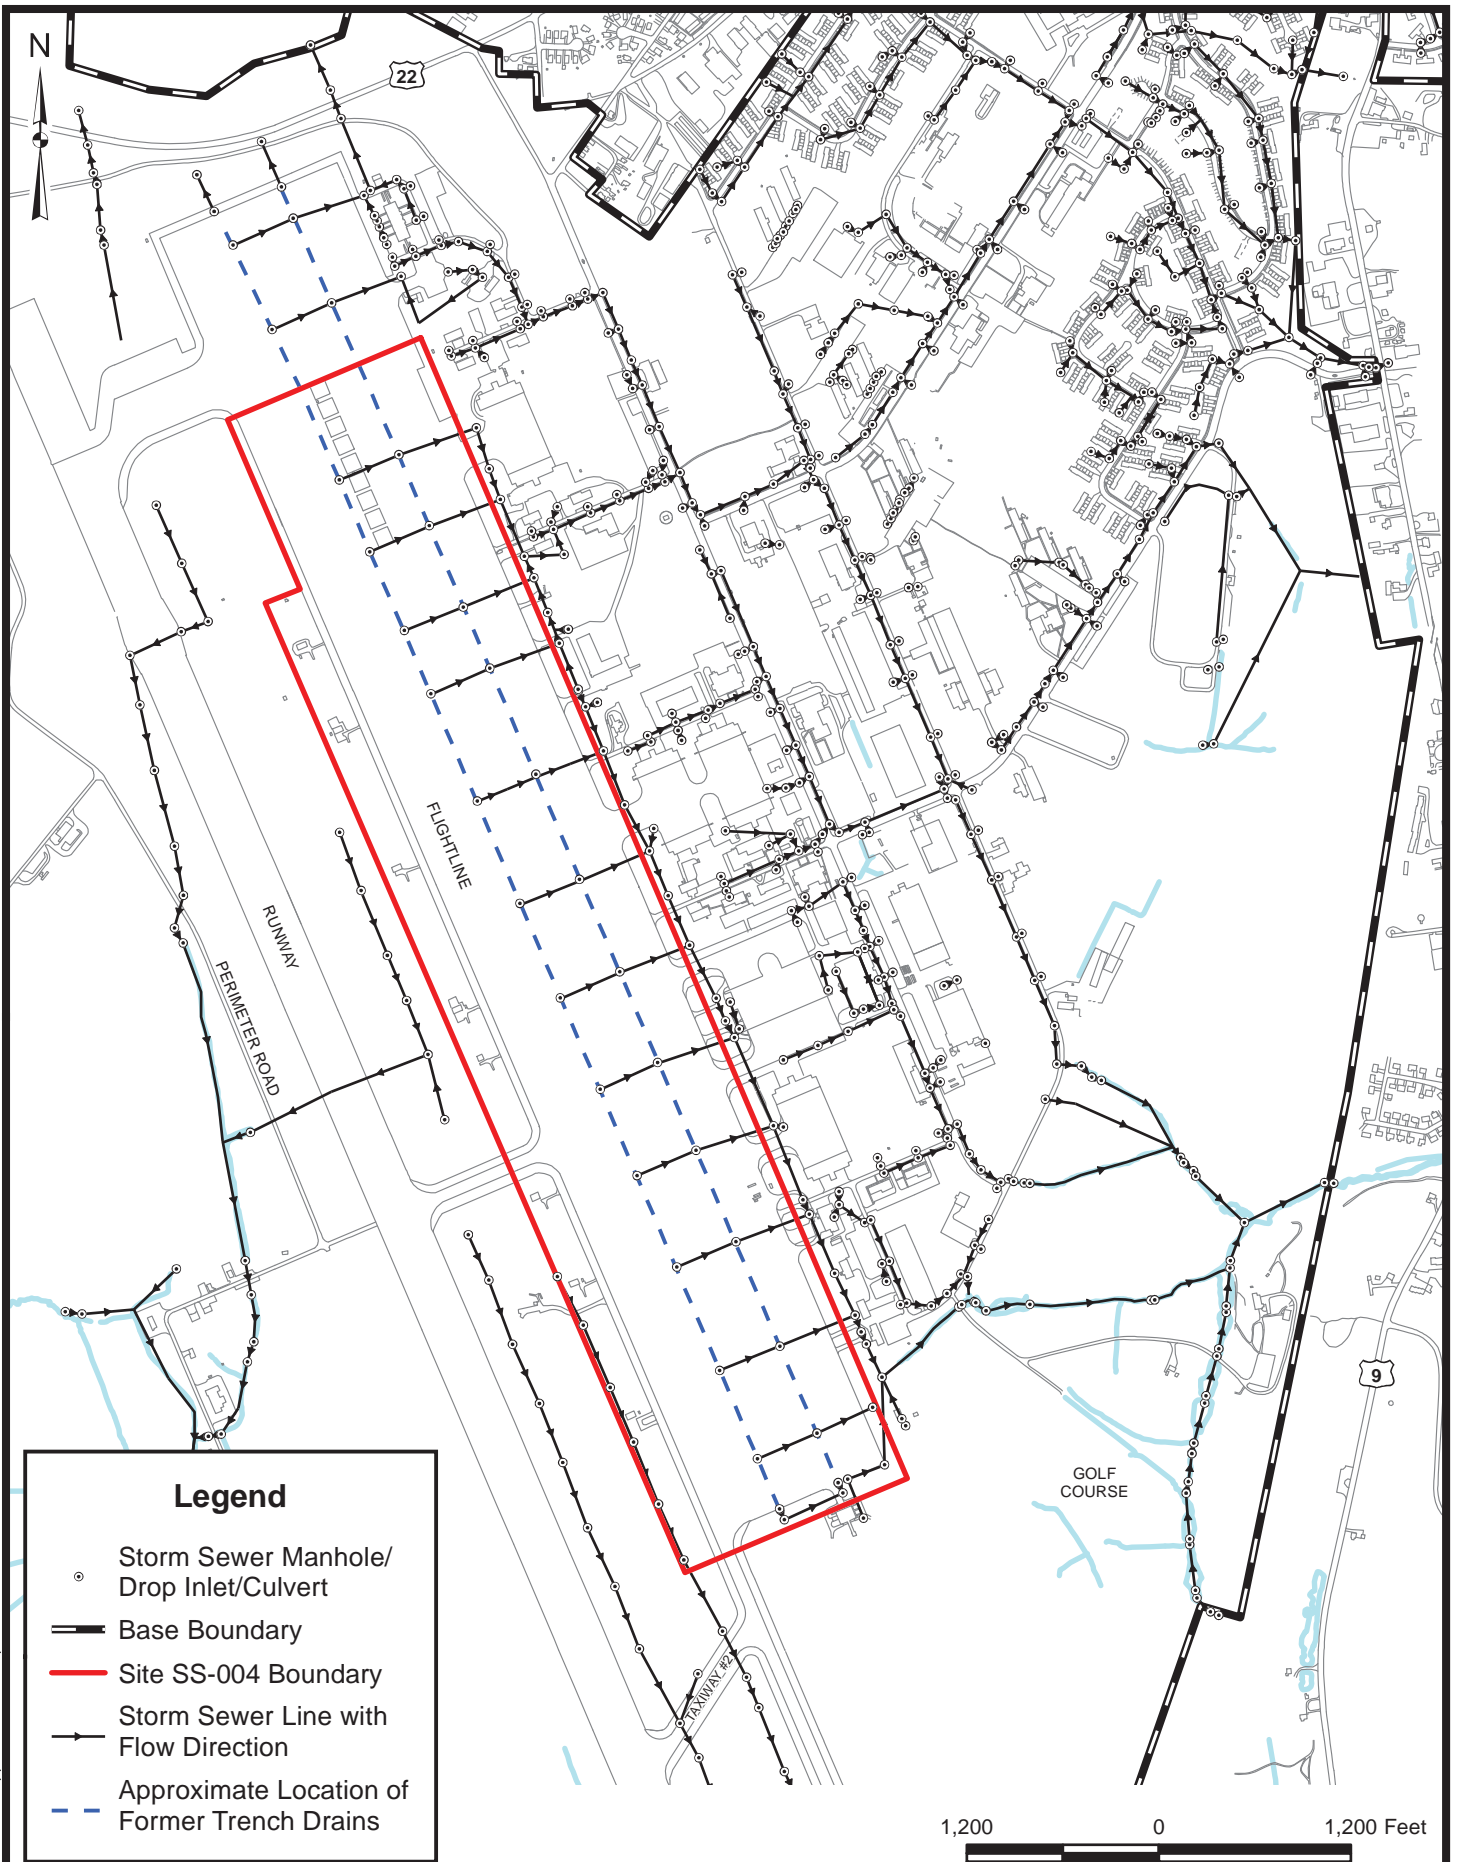 N
22
FLIGHTLINE
RUNWAY
PERIMETER ROAD
9
GOLF
COURSE
TAXIWAY #2
Legend
Storm Sewer Manhole/
Drop Inlet/Culvert
Base Boundary
Site SS-004 Boundary
Storm Sewer Line with
Flow Direction
Approximate Location of
Former Trench Drains
1,200 0 1,200 Feet